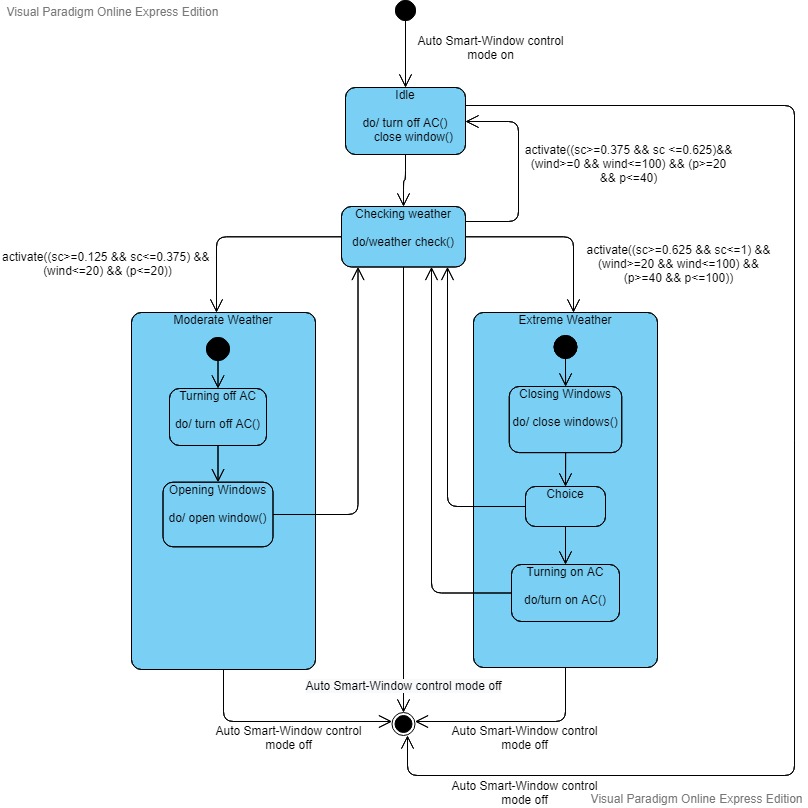 Visual Paradigm Online Express Edition
Auto Smart-Window control
mode on
Idle
do/ turn off AC()
close window()
activate((sc>=0.375 && sc <=0.625)&&
(wind>=0 && wind<=100) && (p>=20
&& p<=40)
Checking weather
do/weather check()
activate((sc>=0.125 && sc<=0.375) &&
(wind<=20) && (p<=20))
activate((sc>=0.625 && sc<=1) &&
(wind>=20 && wind<=100) &&
(p>=40 && p<=100))
Moderate Weather
Turning off AC
do/ turn off AC()
Opening Windows
do/ open window()
Extreme Weather
Closing Windows
do/ close windows()
Choice
Turning on AC
do/turn on AC()
Auto Smart-Window control mode off
Auto Smart-Window control
mode off
Auto Smart-Window control
mode off
Auto Smart-Window control
mode off
Visual Paradigm Online Express Edition